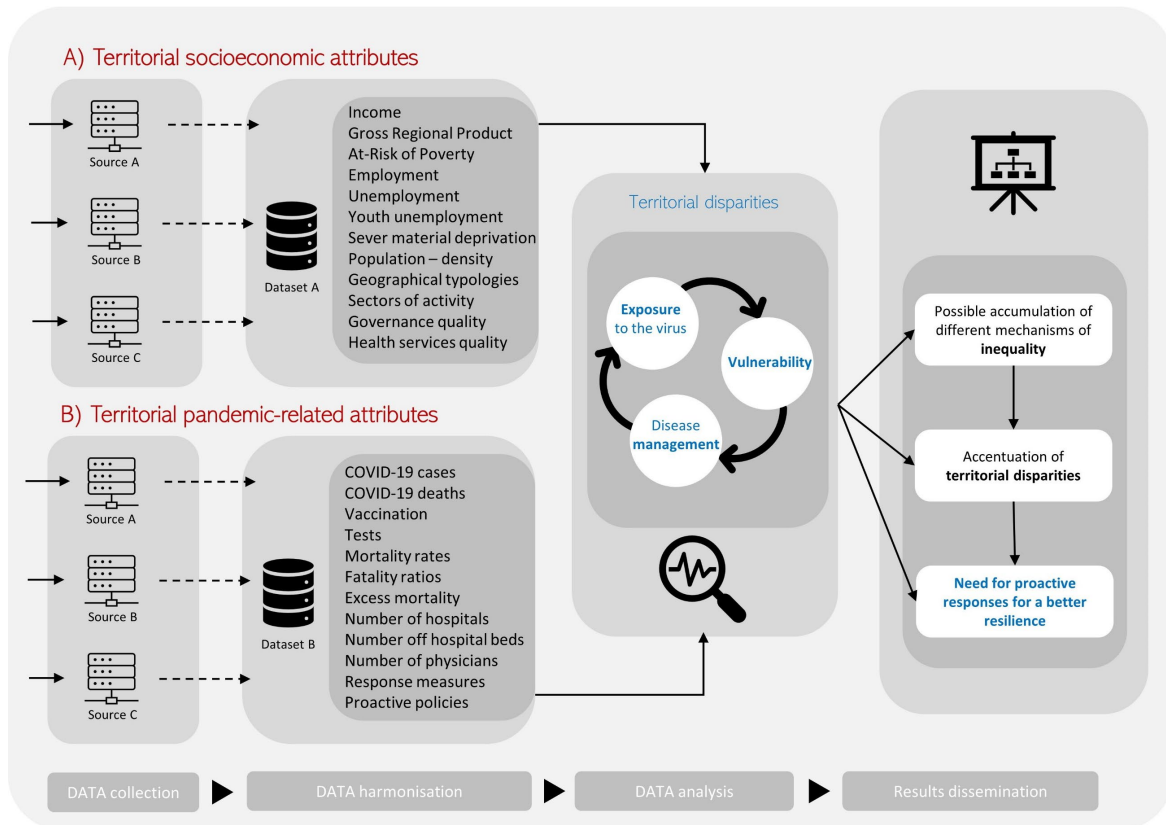 A) Territorial socioeconomic attributes
Source A
Source B
Source C
Dataset A
Income
Gross Regional Product
At-Risk of Poverty
Employment
Unemployment
Youth unemployment
Sever material deprivation
Population – density
Geographical typologies
Sectors of activity
Governance quality
Health services quality
B) Territorial pandemic-related attributes
Source A
Source B
Source C
Dataset B
COVID-19 cases
COVID-19 deaths
Vaccination
Tests
Mortality rates
Fatality ratios
Excess mortality
Number of hospitals
Number off hospital beds
Number of physicians
Response measures
Proactive policies
Territorial disparities
Exposure
to the virus
Vulnerability
Disease
management
Possible accumulation of
different mechanisms of
inequality
Accentuation of
territorial disparities
Need for proactive
responses for a better
resilience
DATA collection
DATA harmonisation
DATA analysis
Results dissemination